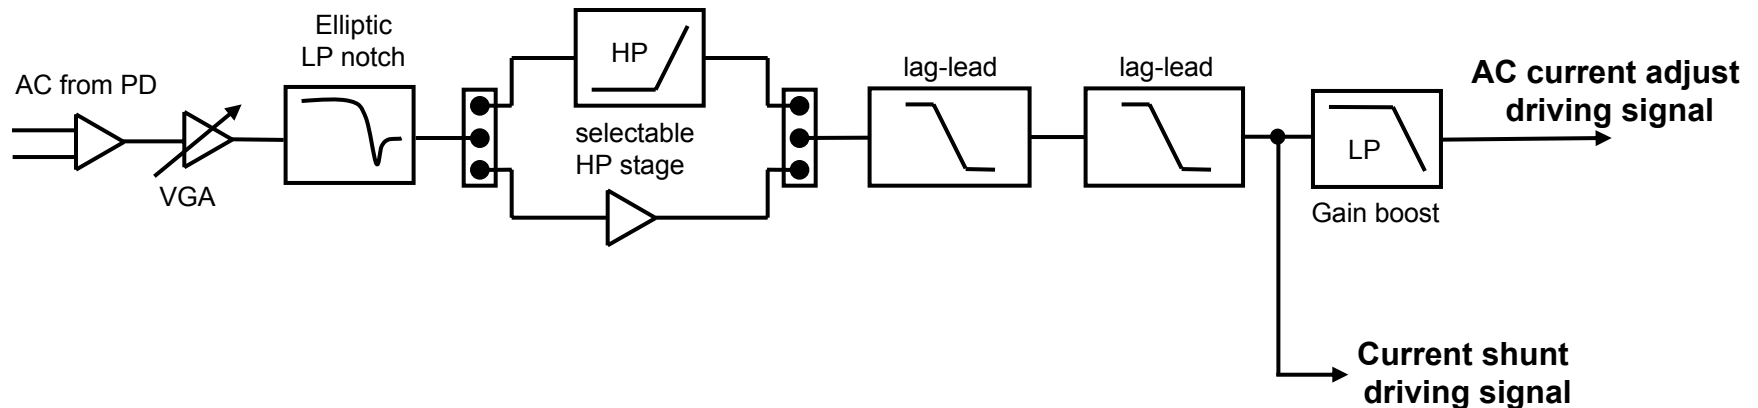 Elliptic
LP notch
HP
AC from PD
lag-lead
lag-lead
AC current adjust
driving signal
selectable
HP stage
LP
VGA
Gain boost
Current shunt
driving signal